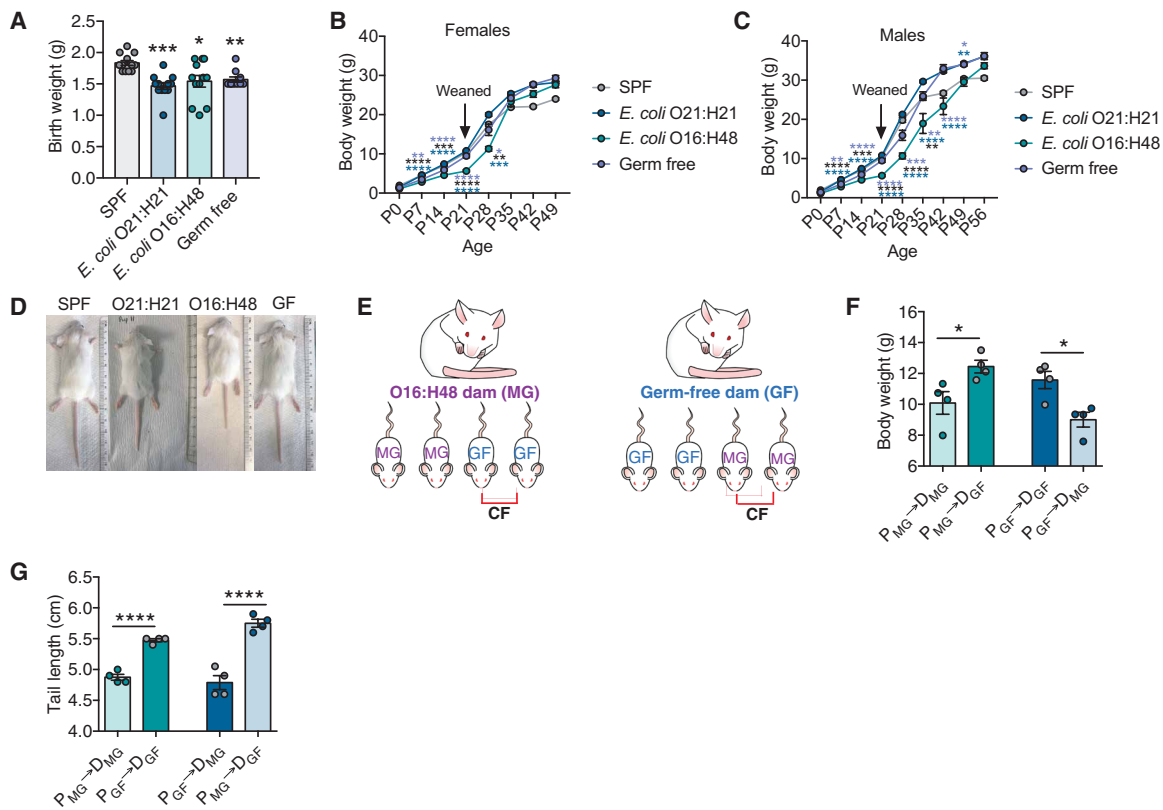 A
Birth weight (g)
2.5
2.0
1.5
1.0
0.5
0.0
***
*
**
SPF
E. coli O21:H21
E. coli O16:H48
Germ free
B
Females
Body weight (g)
40
30
20
10
0
Weaned
**
****
****
****
***
****
****
****
****
*
**
***
P0
P7
P14
P21
P28
P35
P42
P49
Age
SPF
E. coli O21:H21
E. coli O16:H48
Germ free
C
Males
Body weight (g)
40
30
20
10
0
Weaned
**
****
****
****
***
****
****
****
****
***
****
****
****
****
**
****
****
*
**
P0
P7
P14
P21
P28
P35
P42
P49
P56
Age
SPF
E. coli O21:H21
E. coli O16:H48
Germ free
D
SPF O21:H21 O16:H48 GF
E
O16:H48 dam (MG)
MG MG GF GF
CF
Germ-free dam (GF)
GF GF MG MG
CF
F
Body weight (g)
16
14
12
10
8
6
*
*
PMG→DMG
PMG→DGF
PGF→DGF
PGF→DMG
G
Tail length (cm)
6.5
6.0
5.5
5.0
4.5
4.0
****
****
PMG→DMG
PGF→DGF
PGF→DMG
PMG→DGF